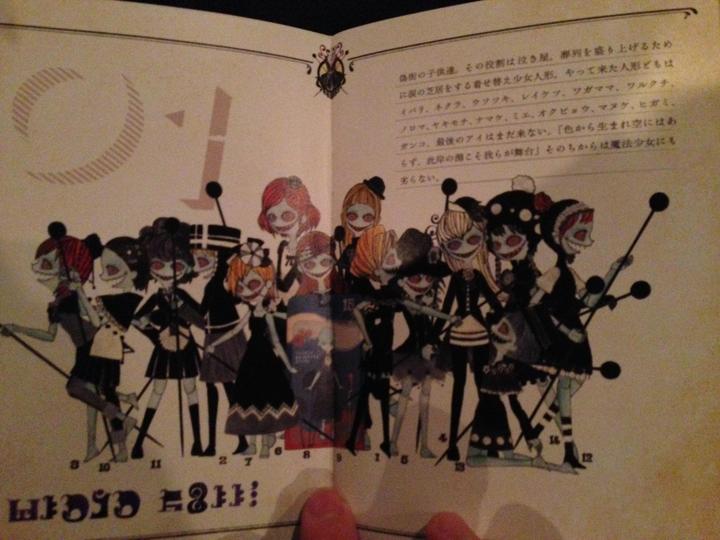 01
偽街の子供達。その役割は泣き屋。葬列を盛り上げるため
に涙の芝居をする着せ替え少女人形。やって来た人形どもは
イバリ、ネクラ、ウソツキ、レイケツ、ワガママ、ワルクチ、
ノロマ、ヤキモチ、ナマケ、ミエ、オクビョウ、マヌケ、ヒガミ、
ガンコ、最後のアイはまだ来ない。「色から生まれ空にはあ
らず、此岸の淵こそ我らが舞台」そのちからは魔法少女にも
劣らない。
15
3 10 11 2 7 6 8 9 1 5 4 13 14 12